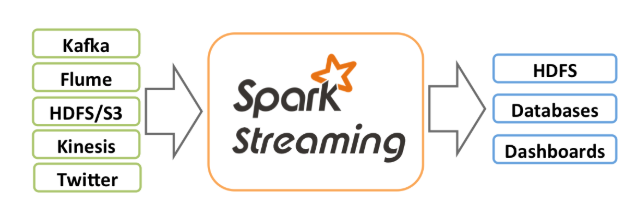 Kafka
Flume
HDFS/S3
Kinesis
Twitter
Spark
Streaming
HDFS
Databases
Dashboards